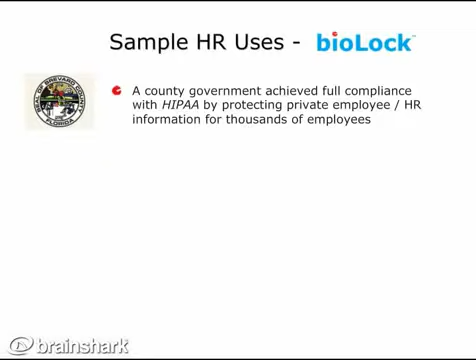 Sample HR Uses - bioLock™
SEAL OF BREVARD COUNTY
FLORIDA
A county government achieved full compliance
with HIPAA by protecting private employee / HR
information for thousands of employees
brainshark